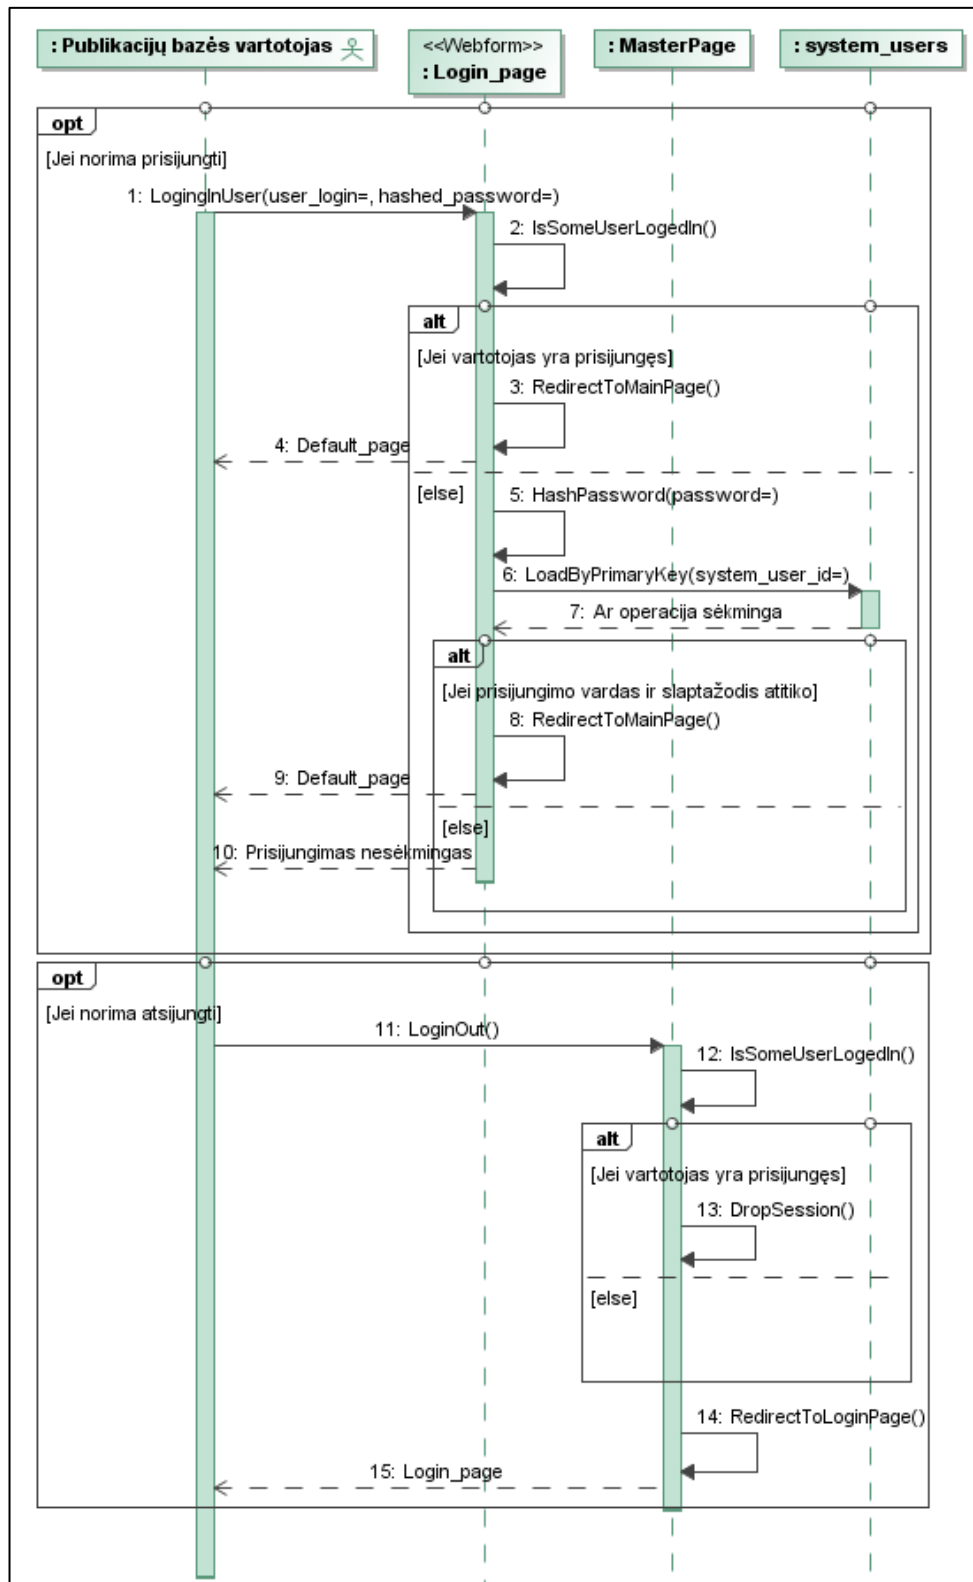 : Publikacijų bazės vartotojas
<<Webform>>
: Login_page
: MasterPage
: system_users
opt
[Jei norima prisijungti]
1: LogingInUser(user_login=, hashed_password=)
2: IsSomeUserLogedIn()
alt
[Jei vartotojas yra prisijungęs]
3: RedirectToMainPage()
4: Default_page
[else]
5: HashPassword(password=)
6: LoadByPrimaryKey(system_user_id=)
7: Ar operacija sėkminga
alt
[Jei prisijungimo vardas ir slaptažodis atitiko]
8: RedirectToMainPage()
9: Default_page
[else]
10: Prisijungimas nesėkmingas
opt
[Jei norima atsijungti]
11: LoginOut()
12: IsSomeUserLogedIn()
alt
[Jei vartotojas yra prisijungęs]
13: DropSession()
[else]
14: RedirectToLoginPage()
15: Login_page